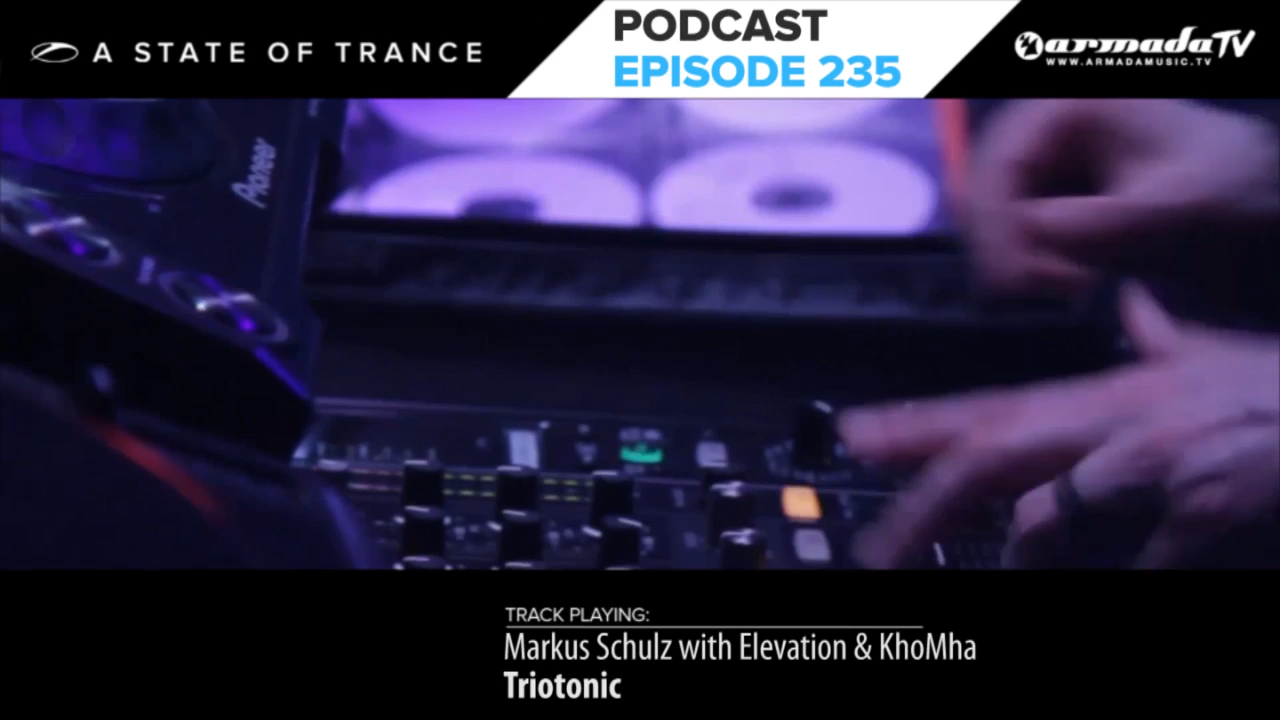 A STATE OF TRANCE
PODCAST
EPISODE 235
armadaTV
WWW.ARMADAMUSIC.TV
Pioneer
TRACK PLAYING:
Markus Schulz with Elevation & KhoMha
Triotonic